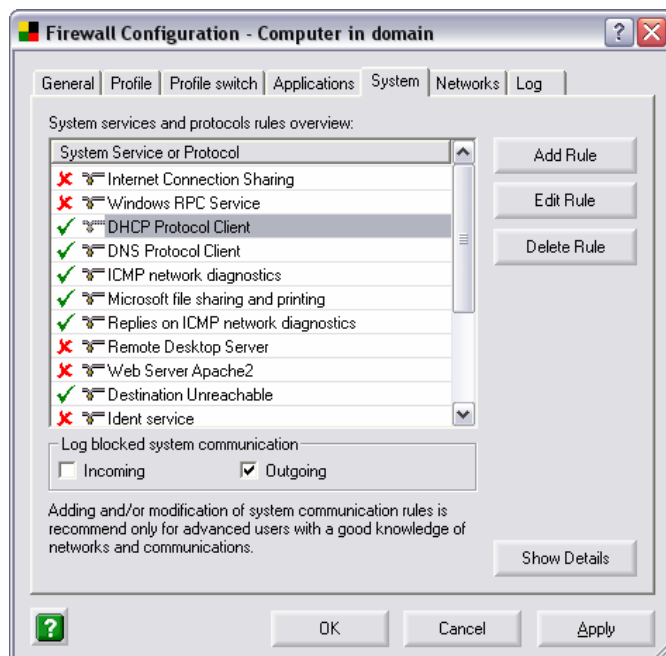 Firewall Configuration - Computer in domain
General Profile Profile switch Applications System Networks Log
System services and protocols rules overview:
System Service or Protocol
Internet Connection Sharing
Windows RPC Service
DHCP Protocol Client
DNS Protocol Client
ICMP network diagnostics
Microsoft file sharing and printing
Replies on ICMP network diagnostics
Remote Desktop Server
Web Server Apache2
Destination Unreachable
Ident service
Add Rule
Edit Rule
Delete Rule
Log blocked system communication
Incoming Outgoing
Adding and/or modification of system communication rules is
recommend only for advanced users with a good knowledge of
networks and communications.
Show Details
OK Cancel Apply